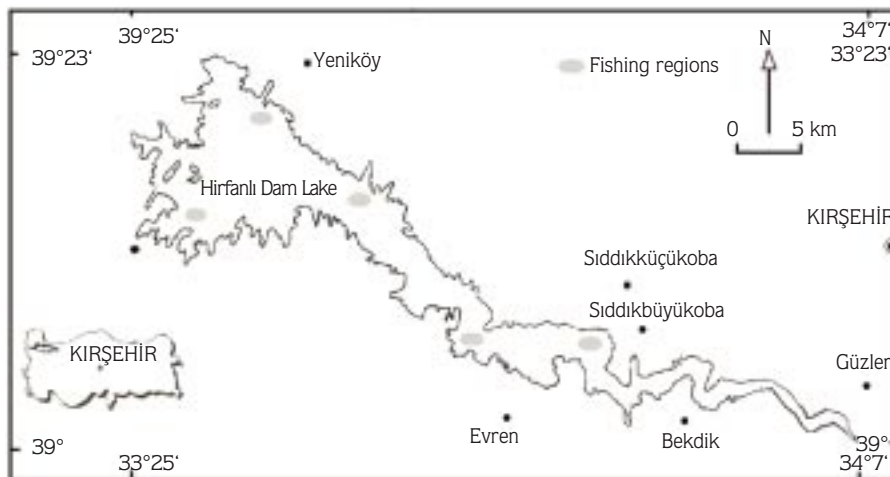 39°25‘
34°7‘
39°23‘
33°23‘
Yeniköy
N
Fishing regions
0 5 km
Hirfanlı Dam Lake
KIRŞEHİR
Sıddıkküçükoba
Sıddıkbüyükoba
KIRŞEHİR
Güzler
Evren
Bekdik
39°
39°
33°25‘
34°7‘